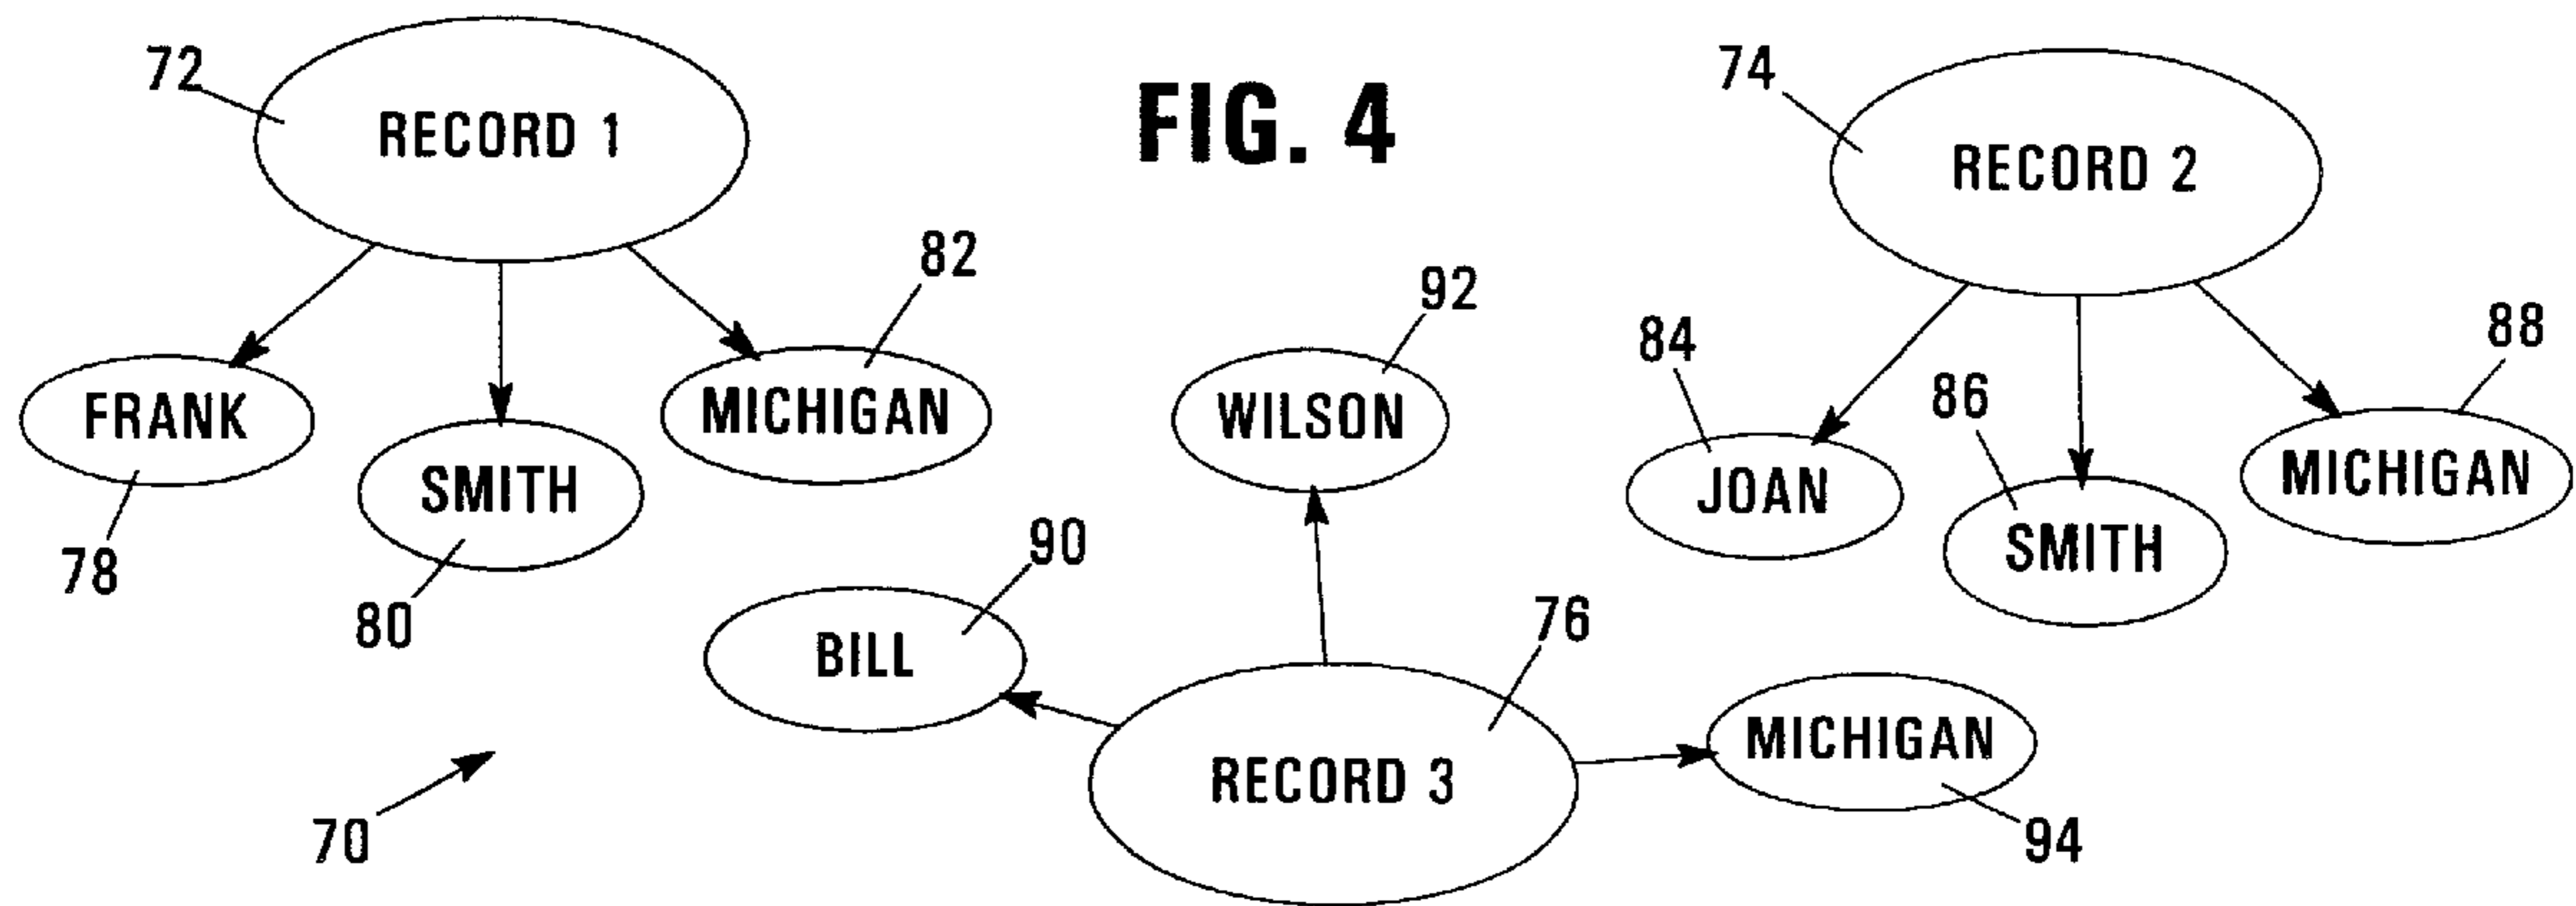 72
RECORD 1
FIG. 4
74
RECORD 2
82
92
88
84
86
FRANK
SMITH
MICHIGAN
WILSON
JOAN
SMITH
MICHIGAN
78
80
90
BILL
76
RECORD 3
MICHIGAN
70
94